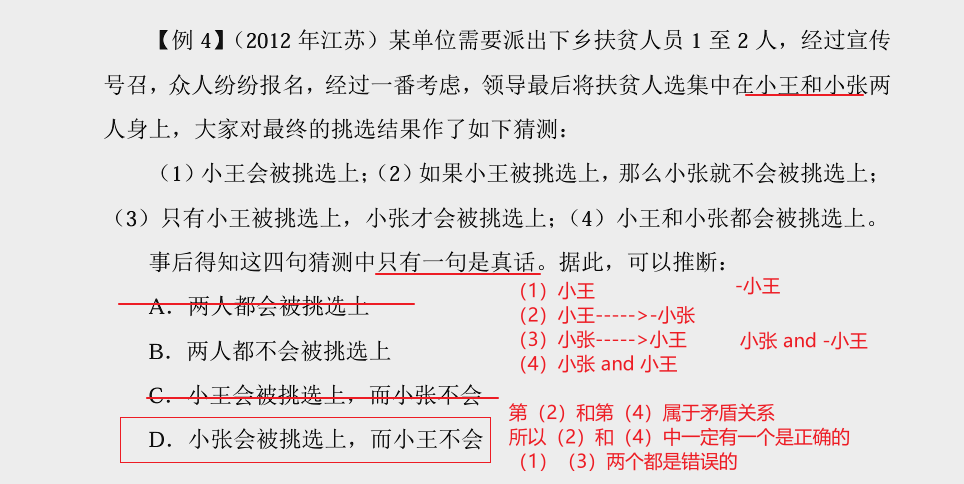 【例 4】（2012 年江苏）某单位需要派出下乡扶贫人员 1 至 2 人，经过宣传
号召，众人纷纷报名，经过一番考虑，领导最后将扶贫人选集中在小王和小张两
人身上，大家对最终的挑选结果作了如下猜测：
（1）小王会被挑选上；（2）如果小王被挑选上，那么小张就不会被挑选上；
（3）只有小王被挑选上，小张才会被挑选上；（4）小王和小张都会被挑选上。
事后得知这四句猜测中只有一句是真话。据此，可以推断：
A．两人都会被挑选上
B．两人都不会被挑选上
C．小王会被挑选上，而小张不会
D．小张会被挑选上，而小王不会
（1）小王 -小王
（2）小王----->-小张
（3）小张----->小王 小张 and -小王
（4）小张 and 小王
第（2）和第（4）属于矛盾关系
所以（2）和（4）中一定有一个是正确的
（1）（3）两个都是错误的